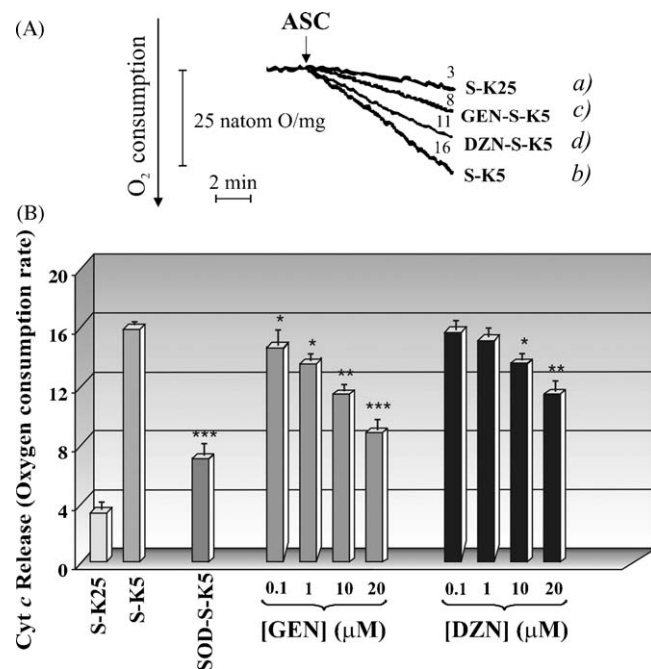 (A)
ASC
O2 consumption
25 natom O/mg
2 min
3
S-K25 a)
8
GEN-S-K5 c)
11
DZN-S-K5 d)
16
S-K5 b)
(B)
Cyt c Release (Oxygen consumption rate)
20
16
12
8
4
0
***
* * ** ***
* **
S-K25
S-K5
SOD-S-K5
0.1 1 10 20
0.1 1 10 20
[GEN] (μM)
[DZN] (μM)